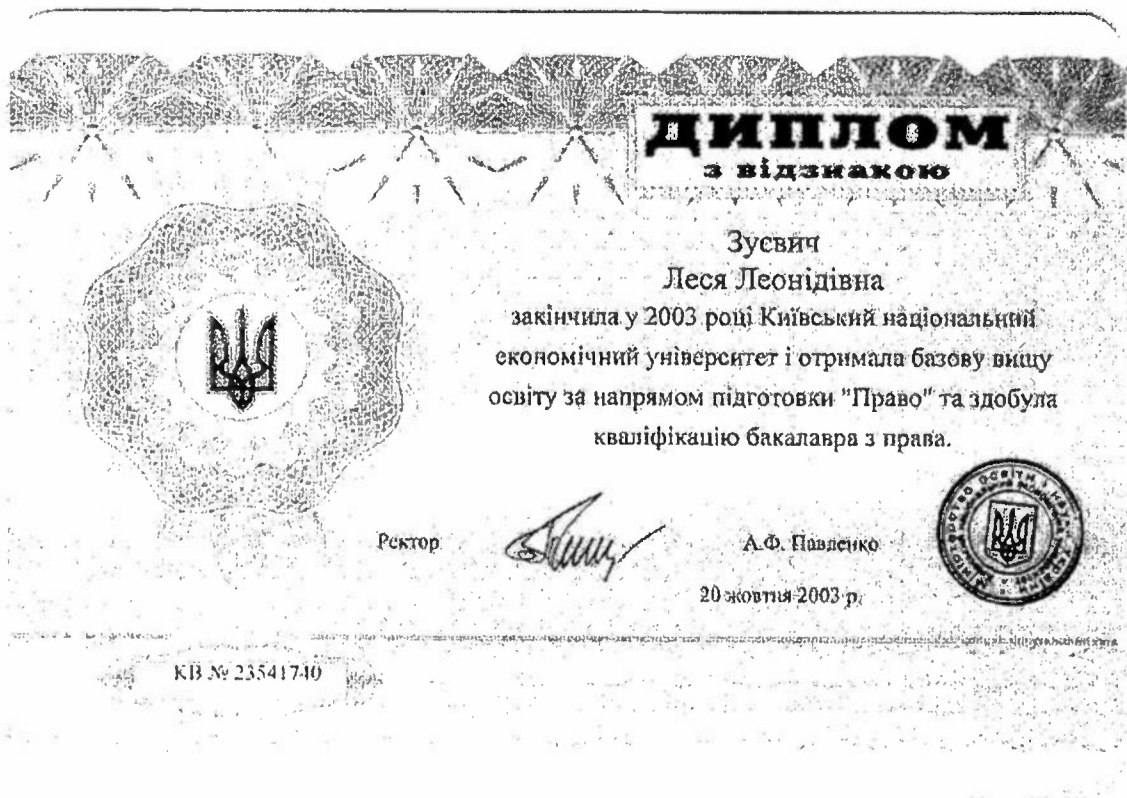 ДИПЛОМ
з відзнакою
Зуєвич
Леся Леонідівна
закінчила у 2003 році Київський національний
економічний університет і отримала базову вищу
освіту за напрямом підготовки "Право" та здобула
кваліфікацію бакалавра з права.
Ректор А.Ф. Павленко
20 жовтня 2003 р.
КВ № 23541740